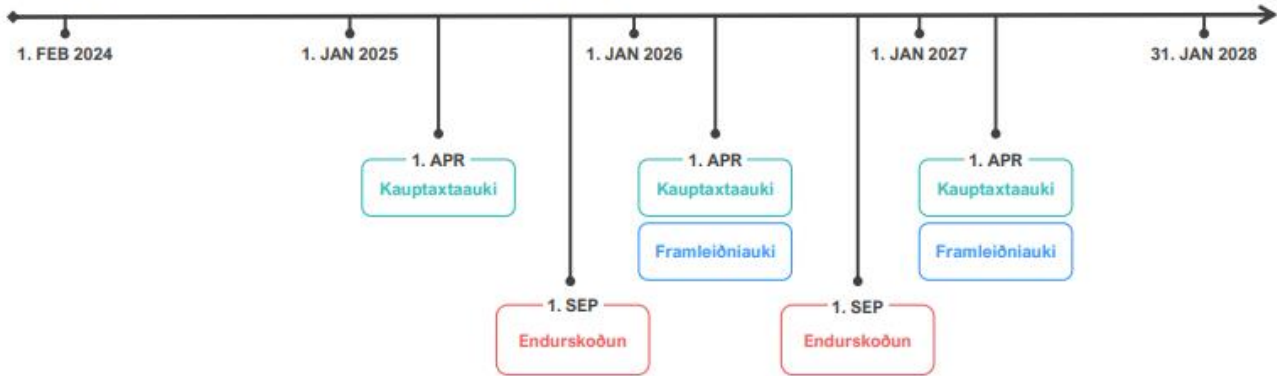 1. FEB 2024
1. JAN 2025
1. JAN 2026
1. JAN 2027
31. JAN 2028
1. APR
Kauptaxtaauki
1. APR
Kauptaxtaauki
Framleiðniauki
1. APR
Kauptaxtaauki
Framleiðniauki
1. SEP
Endurskoðun
1. SEP
Endurskoðun